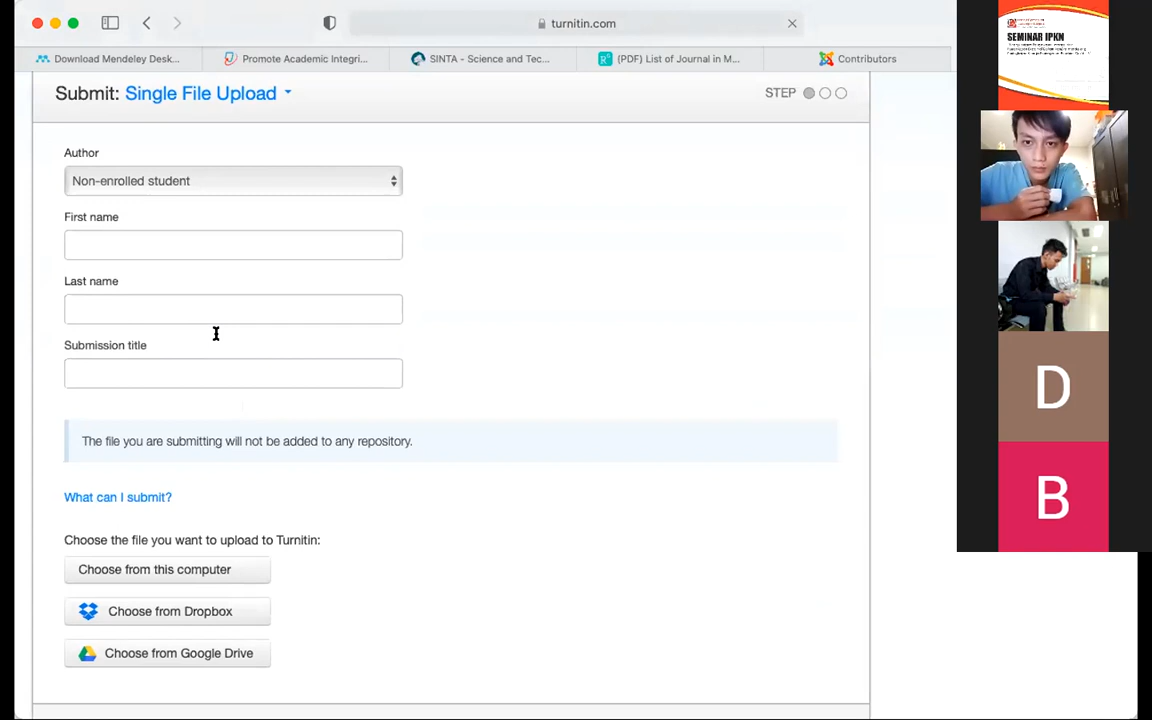 turnitin.com
Download Mendeley Desk...
Promote Academic Integri...
SINTA - Science and Tec...
(PDF) List of Journal in M...
Contributors
Submit: Single File Upload
STEP
Author
Non-enrolled student
First name
Last name
Submission title
The file you are submitting will not be added to any repository.
What can I submit?
Choose the file you want to upload to Turnitin:
Choose from this computer
Choose from Dropbox
Choose from Google Drive
SEMINAR IPKN
D
B